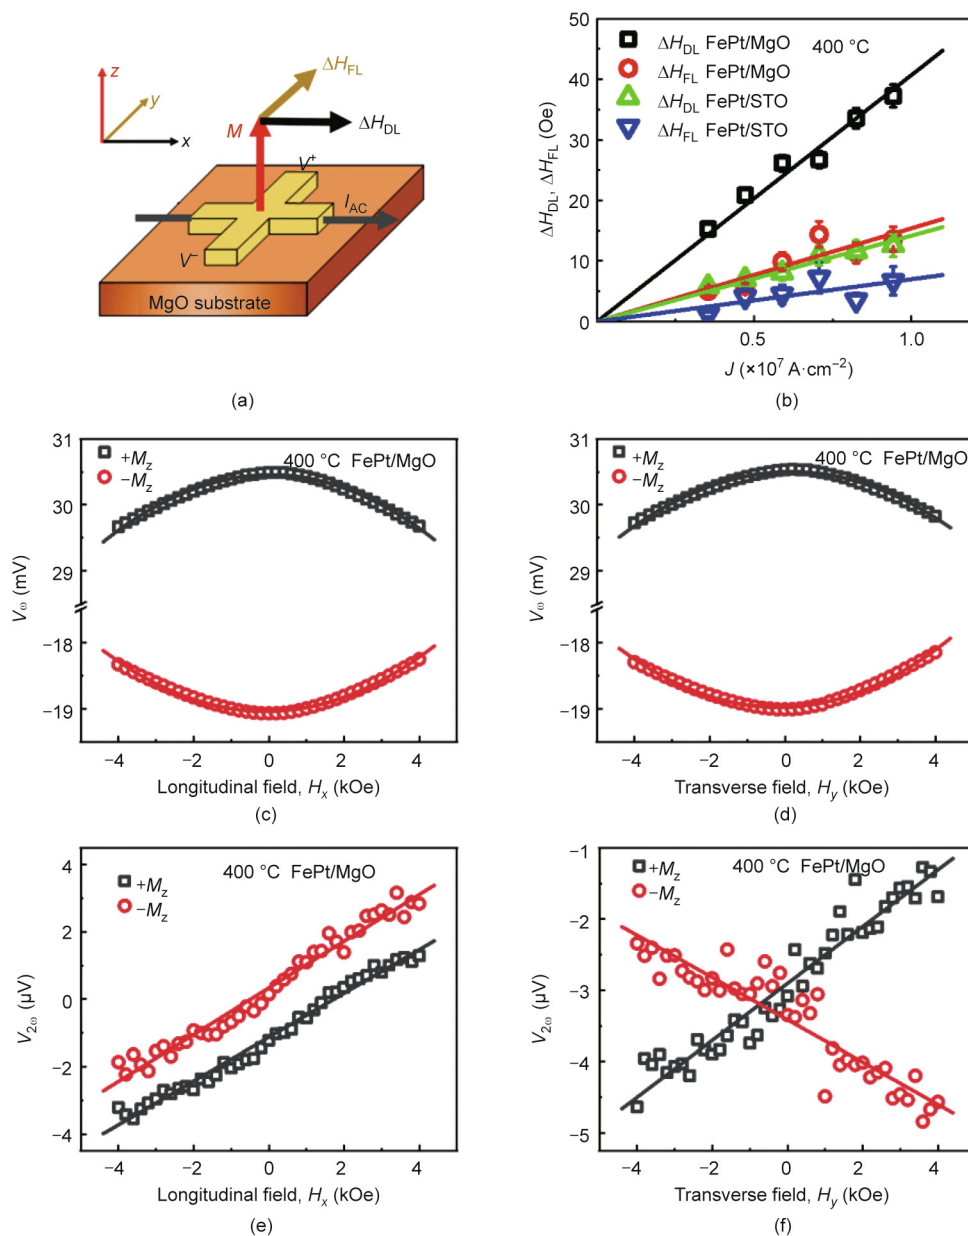 z
y
x
M
ΔH_FL
ΔH_DL
V⁺
I_AC
V⁻
MgO substrate
(a)
50
40
30
20
10
0
ΔH_DL, ΔH_FL (Oe)
ΔH_DL FePt/MgO
400 °C
ΔH_FL FePt/MgO
ΔH_DL FePt/STO
ΔH_FL FePt/STO
0.5
1.0
J (×10⁷ A·cm⁻²)
(b)
31
30
29
−18
−19
V_ω (mV)
+M_z
−M_z
400 °C FePt/MgO
−4 −2 0 2 4
Longitudinal field, H_x (kOe)
(c)
31
30
29
−18
−19
V_ω (mV)
+M_z
−M_z
400 °C FePt/MgO
−4 −2 0 2 4
Transverse field, H_y (kOe)
(d)
4
2
0
−2
−4
V_2ω (μV)
400 °C FePt/MgO
+M_z
−M_z
−4 −2 0 2 4
Longitudinal field, H_x (kOe)
(e)
−1
−2
−3
−4
−5
V_2ω (μV)
400 °C FePt/MgO
+M_z
−M_z
−4 −2 0 2 4
Transverse field, H_y (kOe)
(f)